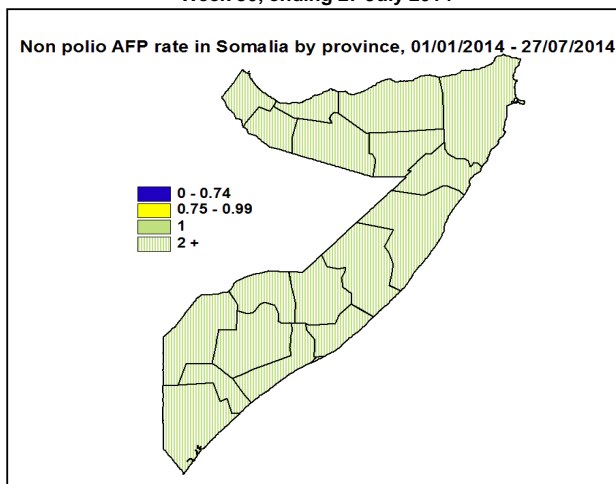 Non polio AFP rate in Somalia by province, 01/01/2014 - 27/07/2014
0 - 0.74
0.75 - 0.99
1
2 +